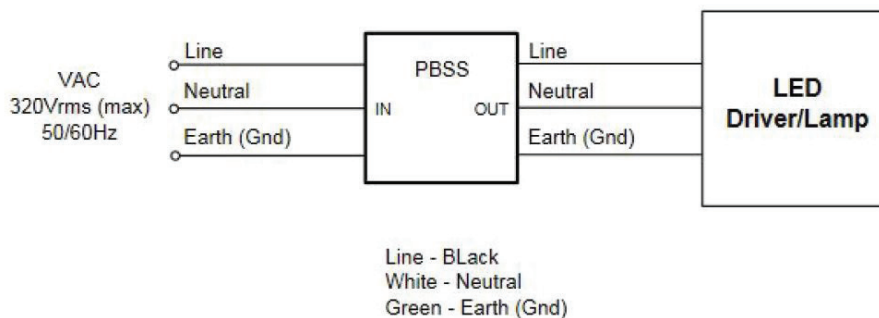 Line
Neutral
Earth (Gnd)
VAC
320Vrms (max)
50/60Hz
PBSS
IN
OUT
Line
Neutral
Earth (Gnd)
LED
Driver/Lamp
Line - BLack
White - Neutral
Green - Earth (Gnd)